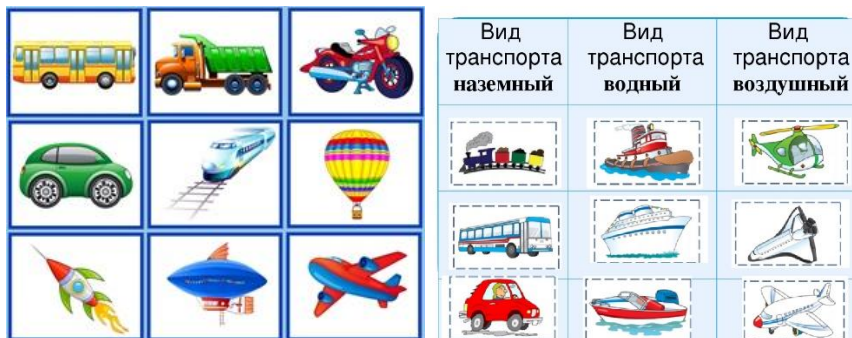 Вид
транспорта
наземный
Вид
транспорта
водный
Вид
транспорта
воздушный